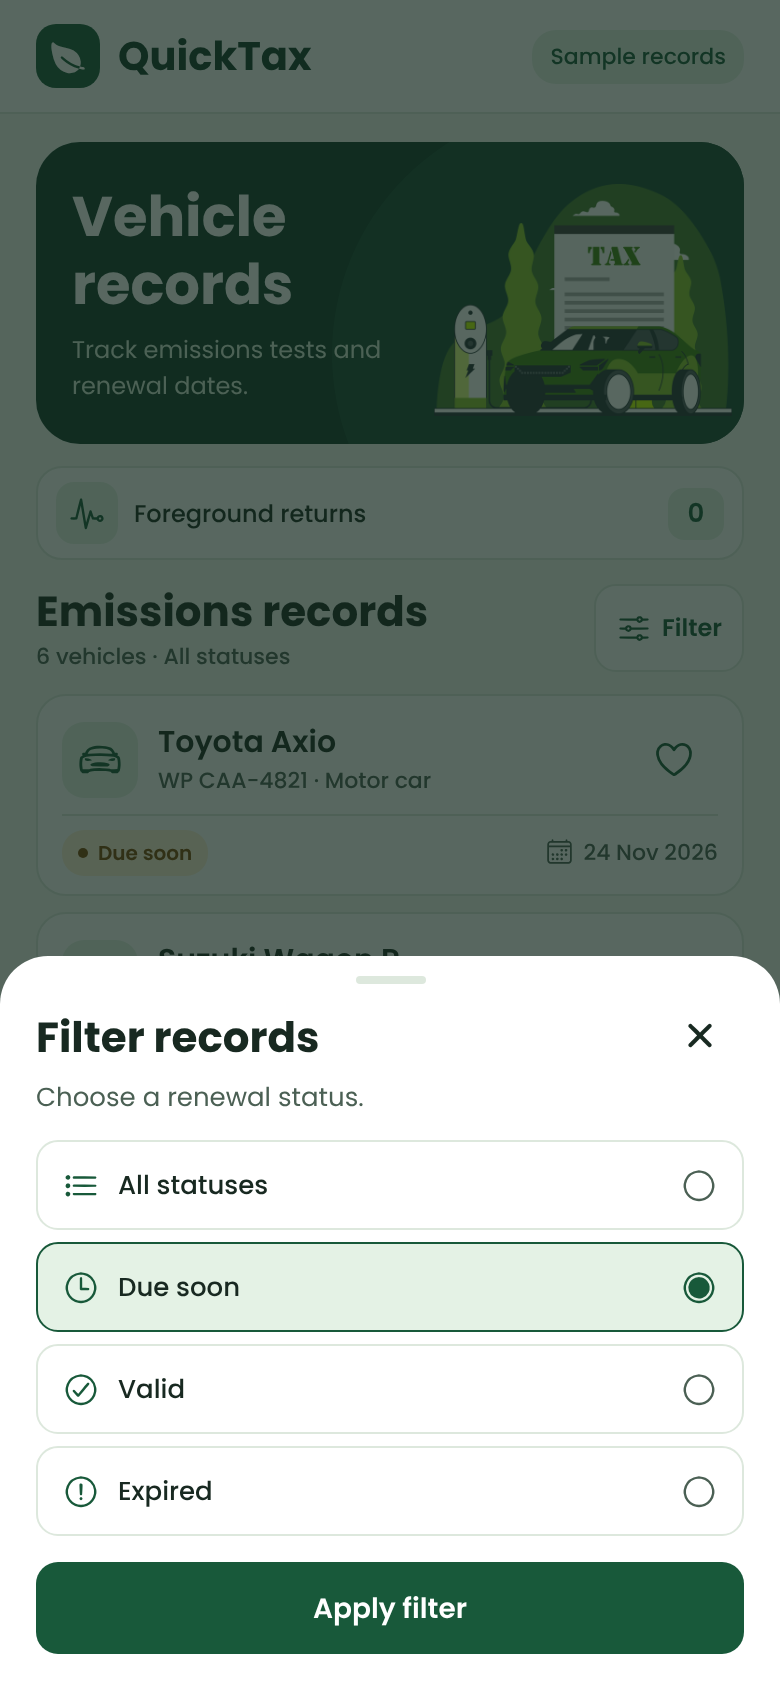 QuickTax
Sample records
Vehicle
records
Track emissions tests and
renewal dates.
TAX
Foreground returns
0
Emissions records
6 vehicles · All statuses
Filter
Toyota Axio
WP CAA-4821 · Motor car
Due soon
24 Nov 2026
Suzuki Wagon R
Filter records
Choose a renewal status.
All statuses
Due soon
Valid
Expired
Apply filter